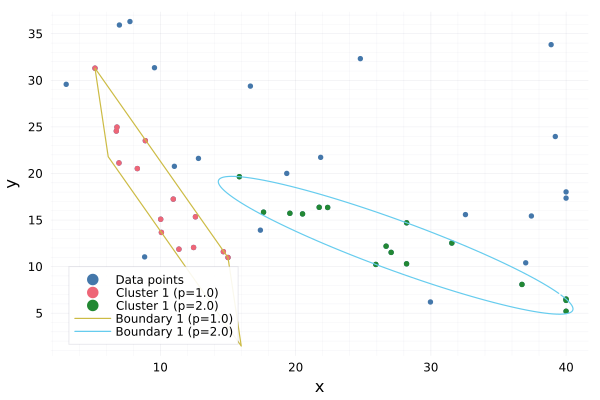 35
30
25
20
15
10
5
y
Data points
Cluster 1 (p=1.0)
Cluster 1 (p=2.0)
Boundary 1 (p=1.0)
Boundary 1 (p=2.0)
10
20
30
40
x